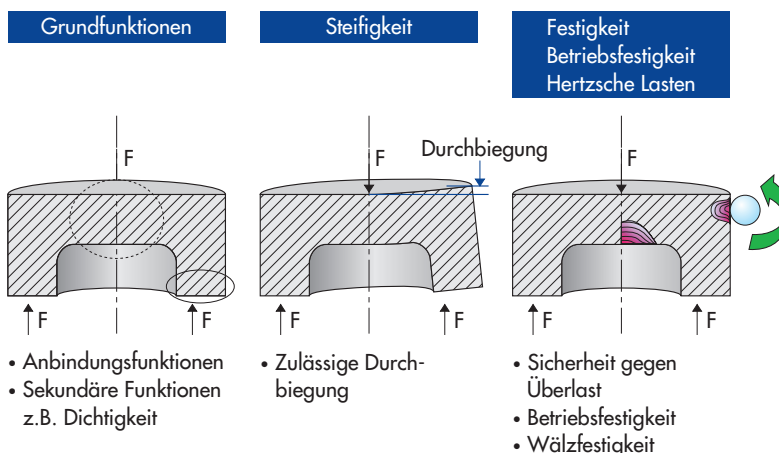 Grundfunktionen
F
F
F
• Anbindungsfunktionen
• Sekundäre Funktionen
z.B. Dichtigkeit
Steifigkeit
Durchbiegung
F
F
F
• Zulässige Durch-
biegung
Festigkeit
Betriebsfestigkeit
Hertzsche Lasten
F
F
F
• Sicherheit gegen
Überlast
• Betriebsfestigkeit
• Wälzfestigkeit